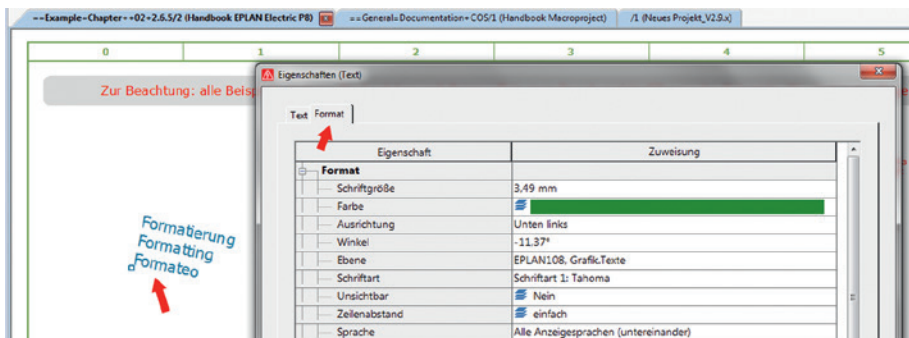 ==Example-Chapter-+02+2.6.5/2 (Handbook EPLAN Electric P8)
==General=Documentation+COS/1 (Handbook Macroproject)
/1 (Neues Projekt_V2.9.x)
0 1 2 3 4 5
Eigenschaften (Text)
Zur Beachtung: alle Beis
Text Format
Eigenschaft Zuweisung
Format
Schriftgröße 3,49 mm
Farbe
Ausrichtung Unten links
Winkel -11,37°
Ebene EPLAN108, Grafik.Texte
Schriftart Schriftart 1: Tahoma
Unsichtbar Nein
Zeilenabstand einfach
Sprache Alle Anzeigesprachen (untereinander)
Formatierung
Formatting
Formateo